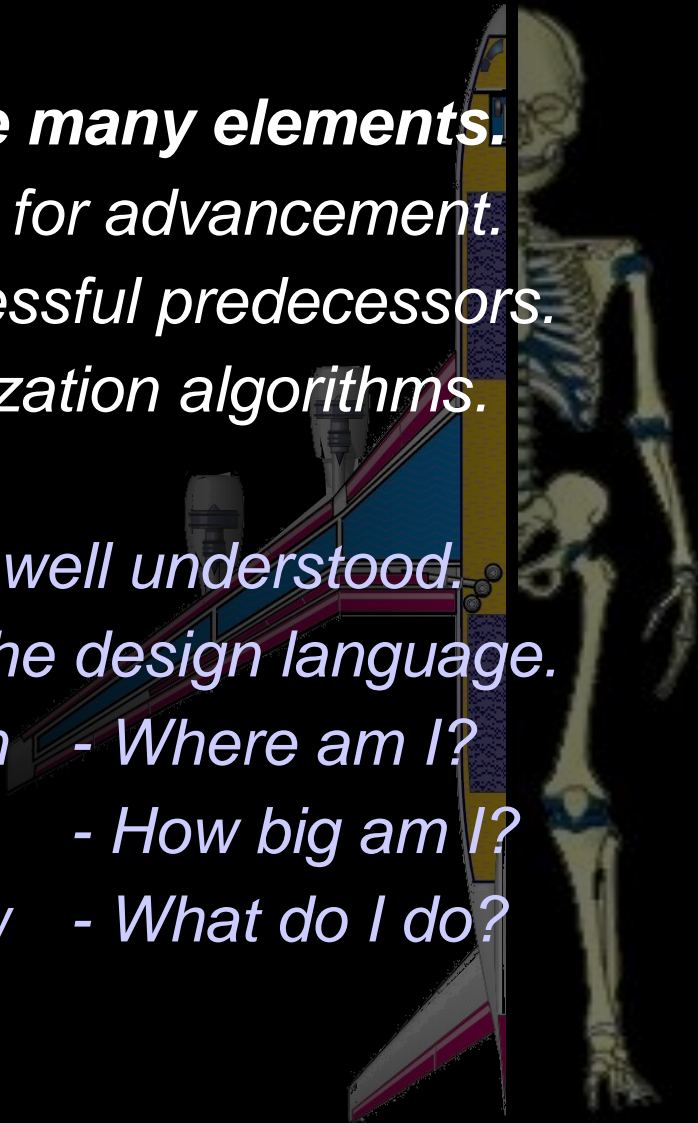 e many elements.
for advancement.
essful predecessors.
zation algorithms.
well understood.
he design language.
n - Where am I?
- How big am I?
y - What do I do?